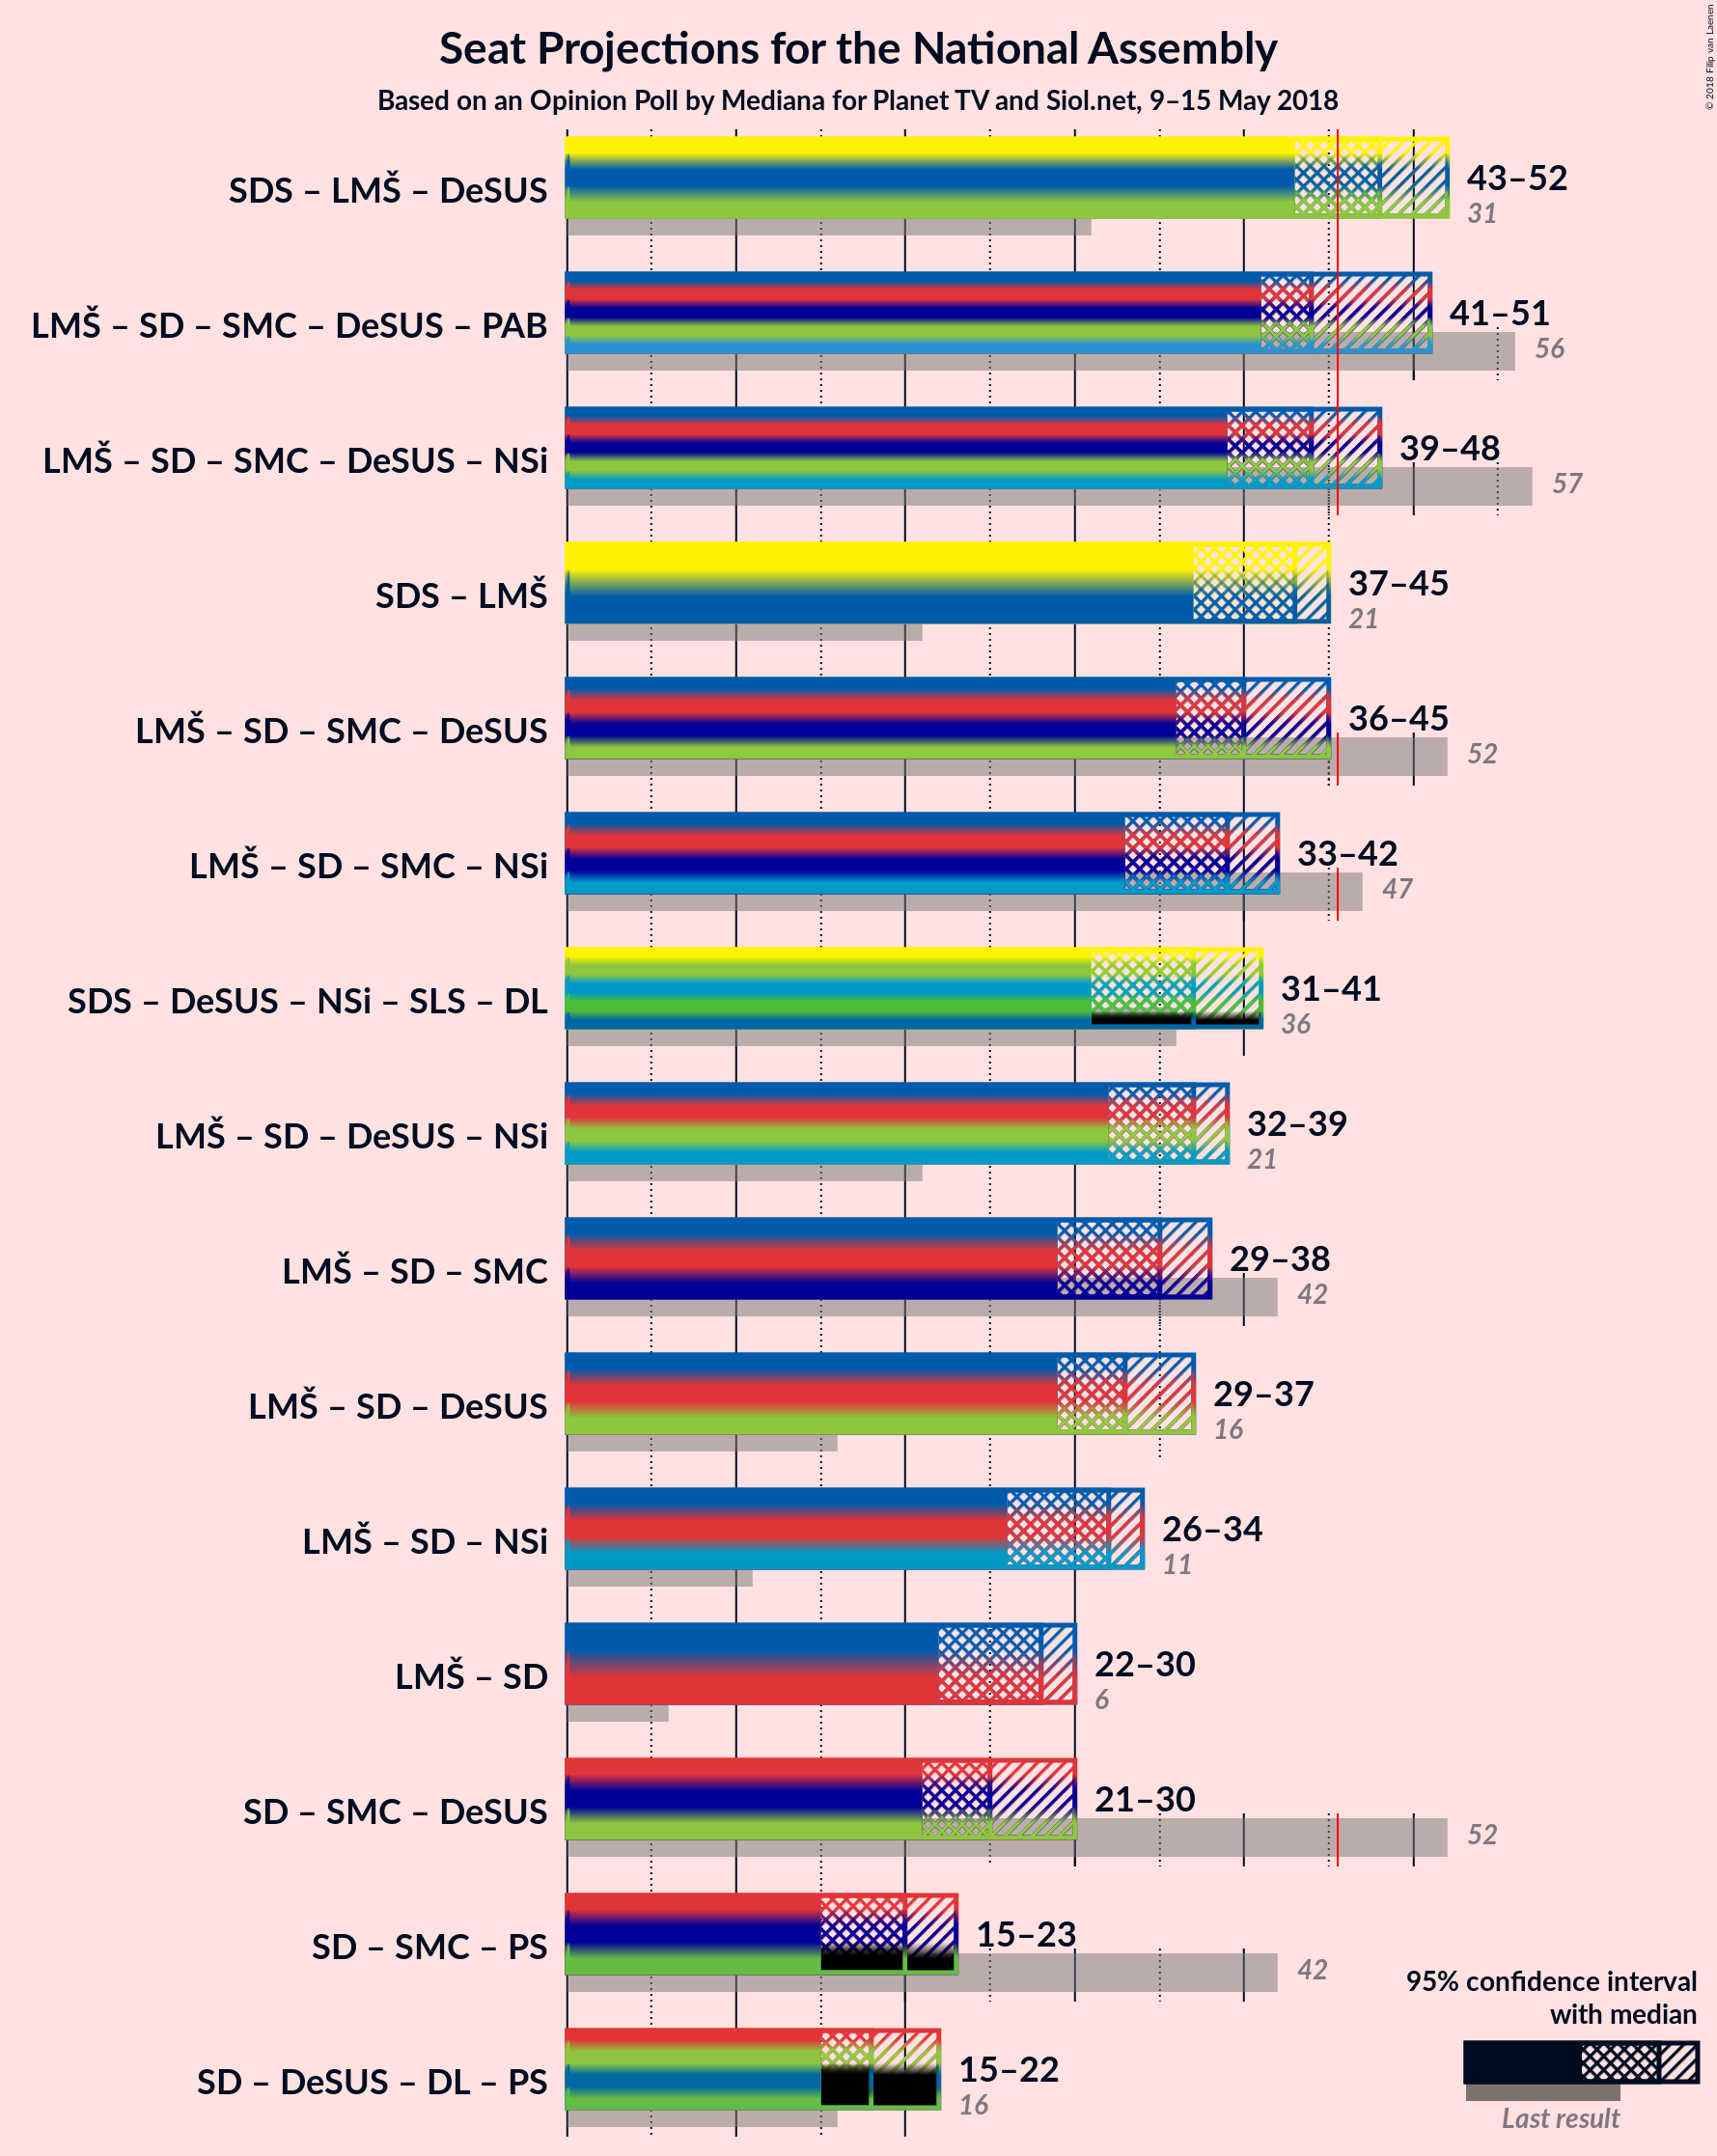 Seat Projections for the National Assembly
Based on an Opinion Poll by Mediana for Planet TV and Siol.net, 9–15 May 2018
© 2018 Filip van Laenen
SDS – LMŠ – DeSUS
43–52
31
LMŠ – SD – SMC – DeSUS – PAB
41–51
56
LMŠ – SD – SMC – DeSUS – NSi
39–48
57
SDS – LMŠ
37–45
21
LMŠ – SD – SMC – DeSUS
36–45
52
LMŠ – SD – SMC – NSi
33–42
47
SDS – DeSUS – NSi – SLS – DL
31–41
36
LMŠ – SD – DeSUS – NSi
32–39
21
LMŠ – SD – SMC
29–38
42
LMŠ – SD – DeSUS
29–37
16
LMŠ – SD – NSi
26–34
11
LMŠ – SD
22–30
6
SD – SMC – DeSUS
21–30
52
SD – SMC – PS
15–23
42
SD – DeSUS – DL – PS
15–22
16
95% confidence interval
with median
Last result